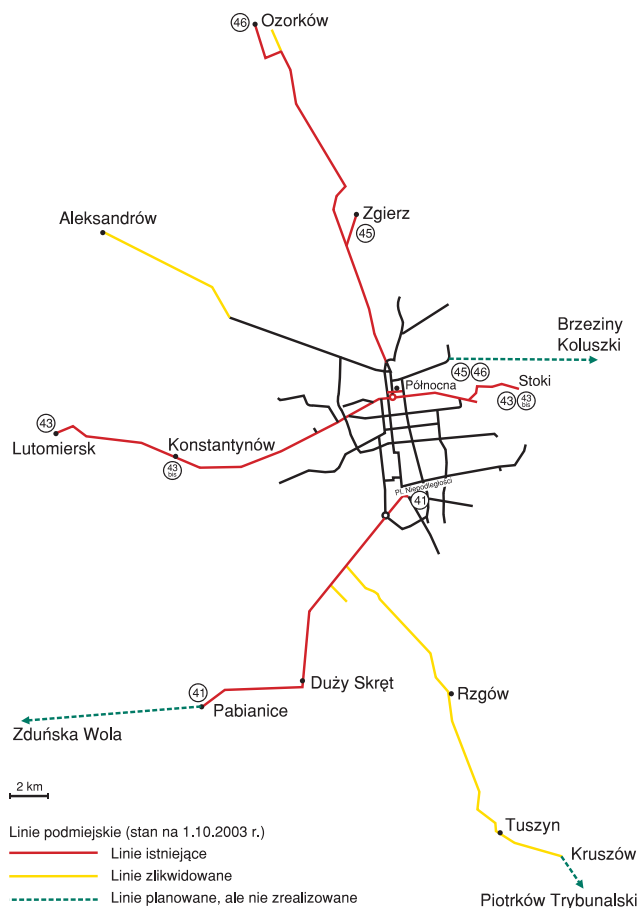 46 Ozorków
Zgierz
45
Aleksandrów
Brzeziny
Koluszki
Północna
45 46
Stoki
43 43 bis
43
Lutomiersk
Konstantynów
43 bis
Pl. Niepodległości
41
Duży Skręt
41
Pabianice
Rzgów
Zduńska Wola
2 km
Tuszyn
Kruszów
Piotrków Trybunalski
Linie podmiejskie (stan na 1.10.2003 r.)
Linie istniejące
Linie zlikwidowane
Linie planowane, ale nie zrealizowane